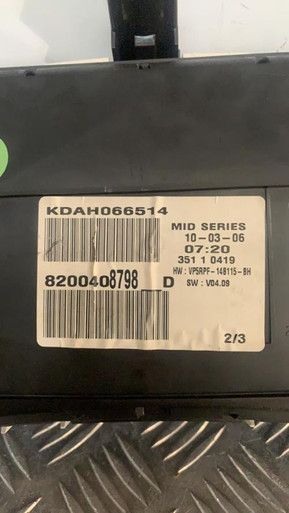 KDAH066514
MID SERIES
10-03-06
07:20
351 1 0419
8200408798__D
HW : VP5RPF-14B115-BH
SW : V04.09
2/3